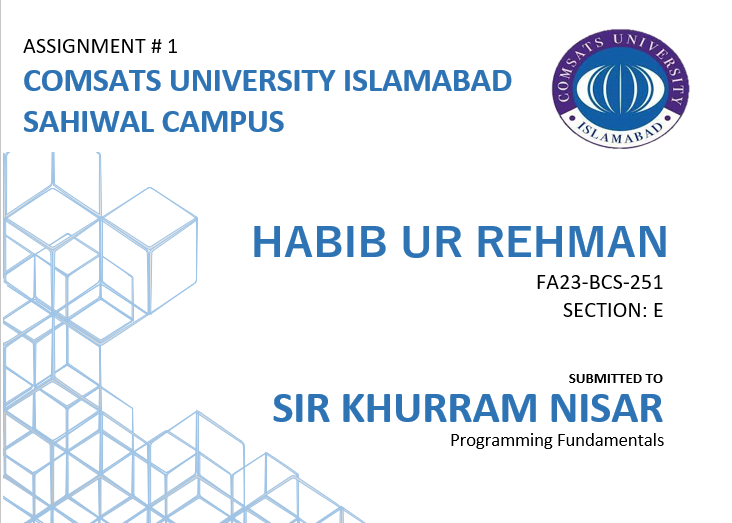 ASSIGNMENT # 1
COMSATS UNIVERSITY ISLAMABAD
SAHIWAL CAMPUS
COMSATS UNIVERSITY
ISLAMABAD
HABIB UR REHMAN
FA23-BCS-251
SECTION: E
SUBMITTED TO
SIR KHURRAM NISAR
Programming Fundamentals